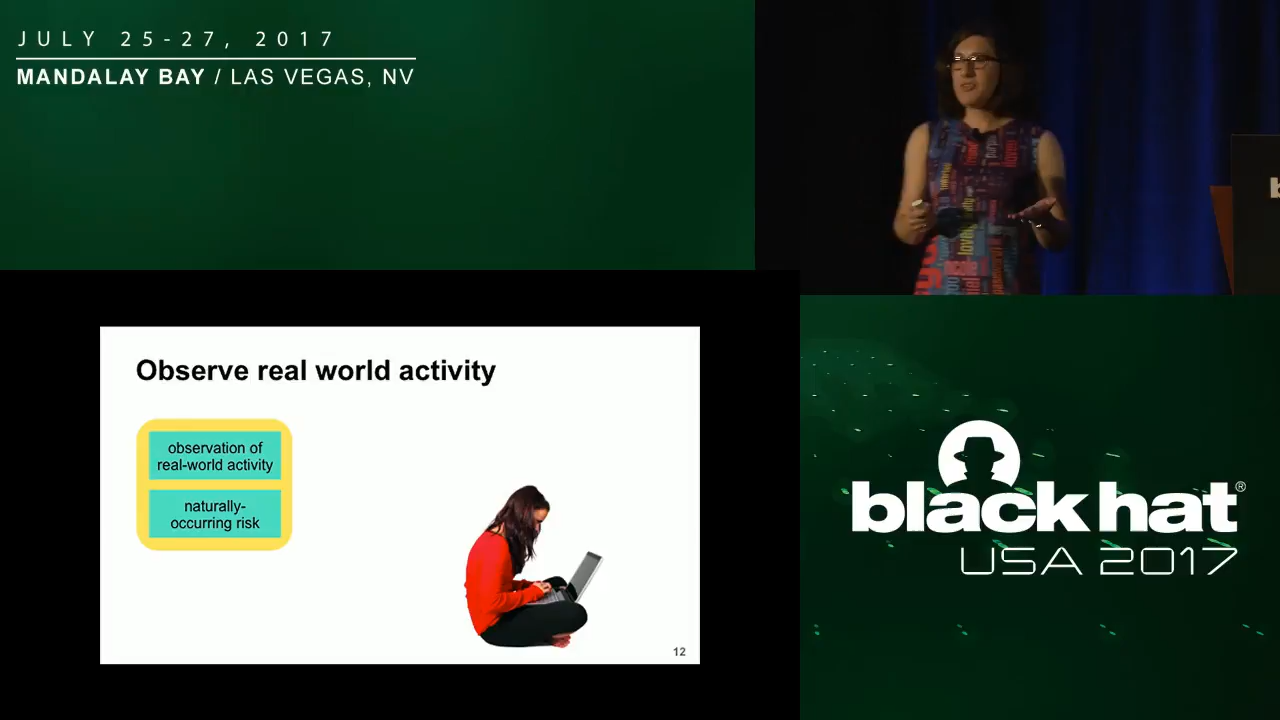 JULY 25-27, 2017
MANDALAY BAY / LAS VEGAS, NV
Observe real world activity
observation of
real-world activity
naturally-
occurring risk
12
black hat®
USA 2017